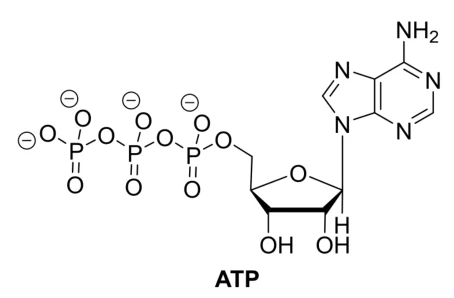 NH₂
N N
N N
⊖ ⊖ ⊖
⊖ O O O O O O O O
P P P
O O O
H
OH OH
ATP